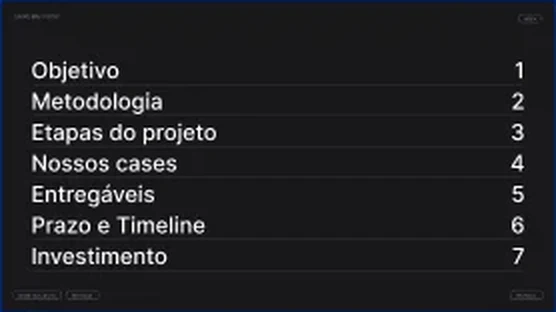 Objetivo 1
Metodologia 2
Etapas do projeto 3
Nossos cases 4
Entregáveis 5
Prazo e Timeline 6
Investimento 7